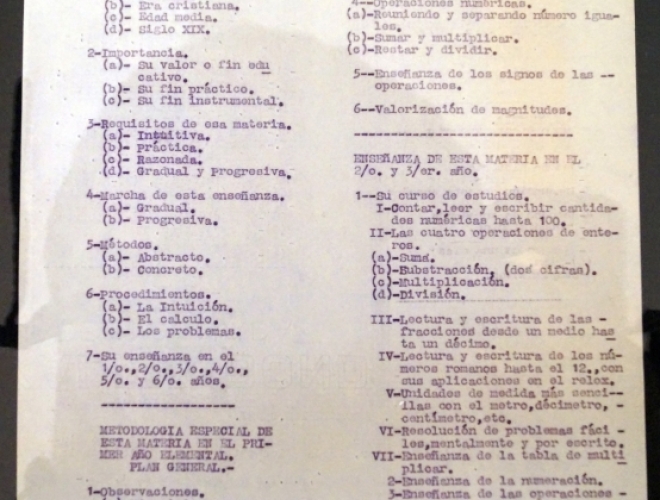 (b)- Era cristiana.
(c)- Edad media.
(d)- Siglo XIX.
2-Importancia.
(a)- Su valor o fin edu
cativo.
(b)- Su fin práctico.
(c)- Su fin instrumental.
3-Requisitos de esa materia.
(a)- Intuitiva.
(b)- Práctica.
(c)- Razonada.
(d)- Gradual y Progresiva.
4-Marcha de esta enseñanza.
(a)- Gradual.
(b)- Progresiva.
5-Métodos.
(a)- Abstracto.
(b)- Concreto.
6-Procedimientos.
(a)- La Intuición.
(b)- El calculo.
(c)- Los problemas.
7-Su enseñanza en el
1/o.,2/o.,3/o.,4/o.,
5/o. y 6/o. años.
--------------------
METODOLOGIA ESPECIAL DE
ESTA MATERIA EN EL PRI-
MER AÑO ELEMENTAL.
PLAN GENERAL.-
1-Observaciones.
4--Operaciones numéricas.
(a)-Reuniendo y separando número igua-
les.
(b)-Sumar y multiplicar.
(c)-Restar y dividir.
5--Enseñanza de los signos de las --
operaciones.
6--Valorización de magnitudes.
--------------------------------
ENSEÑANZA DE ESTA MATERIA EN EL
2/o. y 3/er. año.
1--Su curso de estudios.
I-Contar,leer y escribir cantida-
des numéricas hasta 100.
II-Las cuatro operaciones de ente-
ros.
(a)-Suma.
(b)-Substracción, (dos cifras).
(c)-Multiplicación.
(d)-División.
III-Lectura y escritura de las -
fracciones desde un medio has
ta un décimo.
IV-Lectura y escritura de los nú-
meros romanos hasta el 12.,con
sus aplicaciones en el relox.
V-Unidades de medida más senci--
llas con el metro,décimetro, -
centímetro,etc.
VI-Resolución de problemas fáci -
les,mentalmente y por escrito.
VII-Enseñanza de la tabla de multi
plicar.
2-Enseñanza de la numeración.
3-Enseñanza de las operaciones -